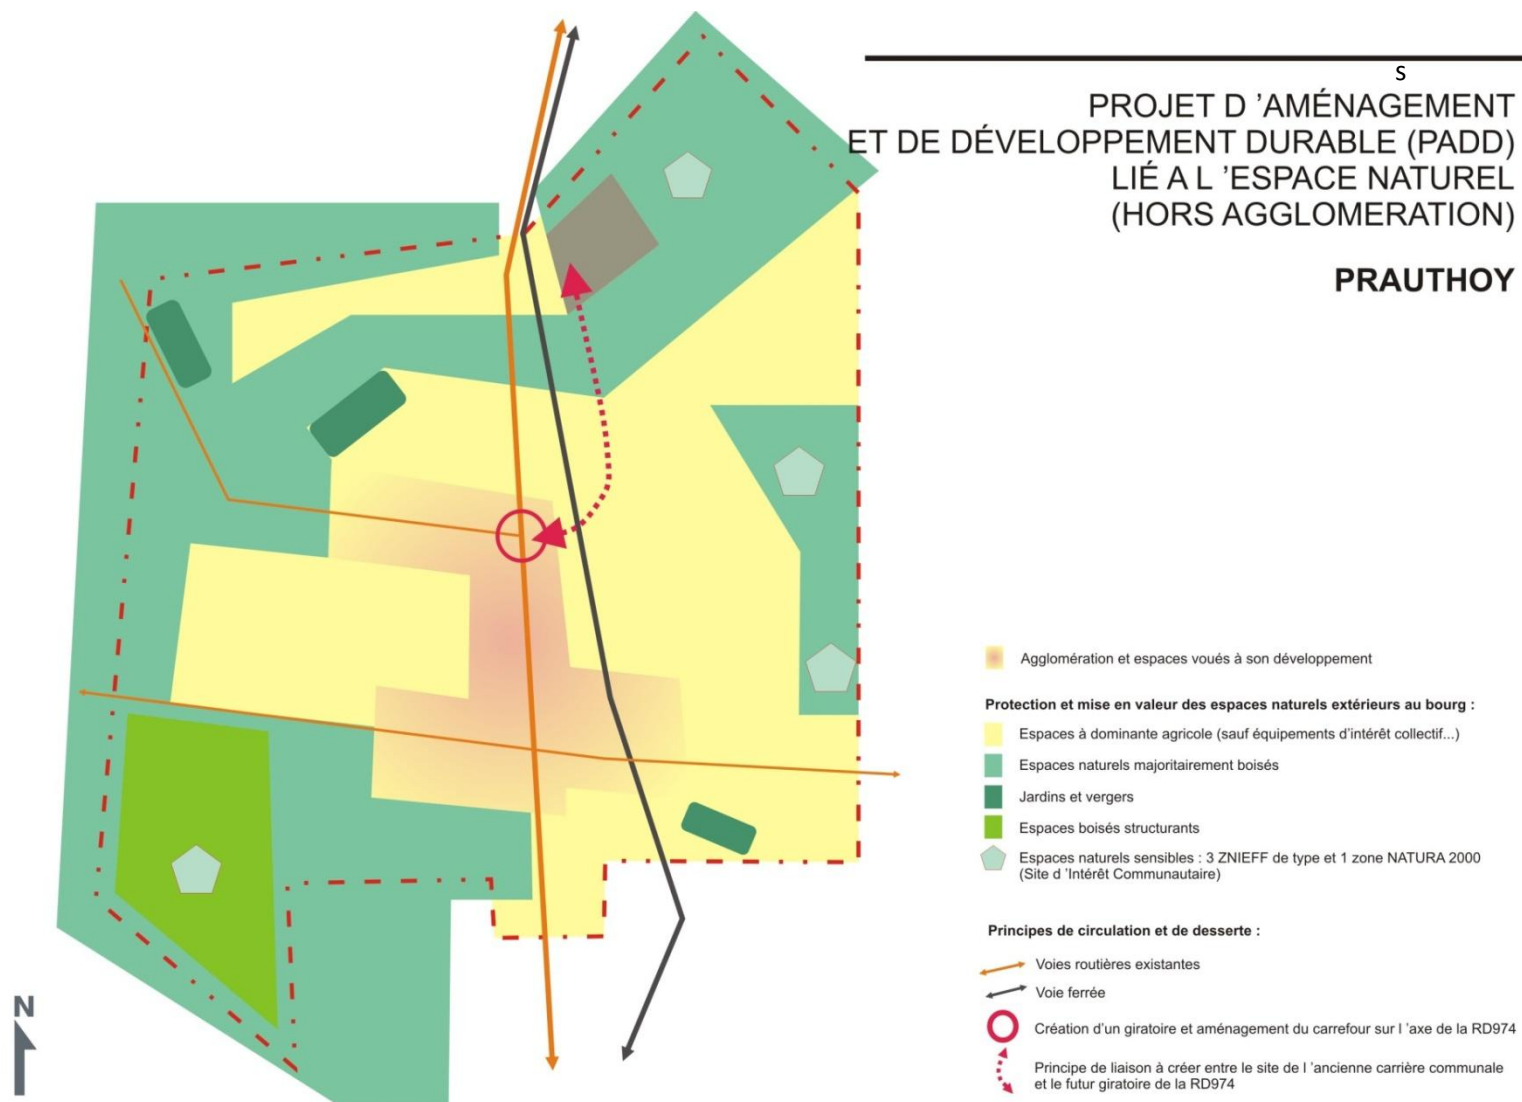 s
PROJET D ’AMÉNAGEMENT
ET DE DÉVELOPPEMENT DURABLE (PADD)
LIÉ A L ’ESPACE NATUREL
(HORS AGGLOMERATION)
PRAUTHOY
Agglomération et espaces voués à son développement
Protection et mise en valeur des espaces naturels extérieurs au bourg :
Espaces à dominante agricole (sauf équipements d’intérêt collectif...)
Espaces naturels majoritairement boisés
Jardins et vergers
Espaces boisés structurants
Espaces naturels sensibles : 3 ZNIEFF de type et 1 zone NATURA 2000
(Site d ’Intérêt Communautaire)
Principes de circulation et de desserte :
Voies routières existantes
Voie ferrée
Création d’un giratoire et aménagement du carrefour sur l ’axe de la RD974
Principe de liaison à créer entre le site de l ’ancienne carrière communale
et le futur giratoire de la RD974
N